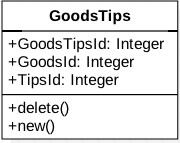 GoodsTips
+GoodsTipsId: Integer
+GoodsId: Integer
+TipsId: Integer
+delete()
+new()